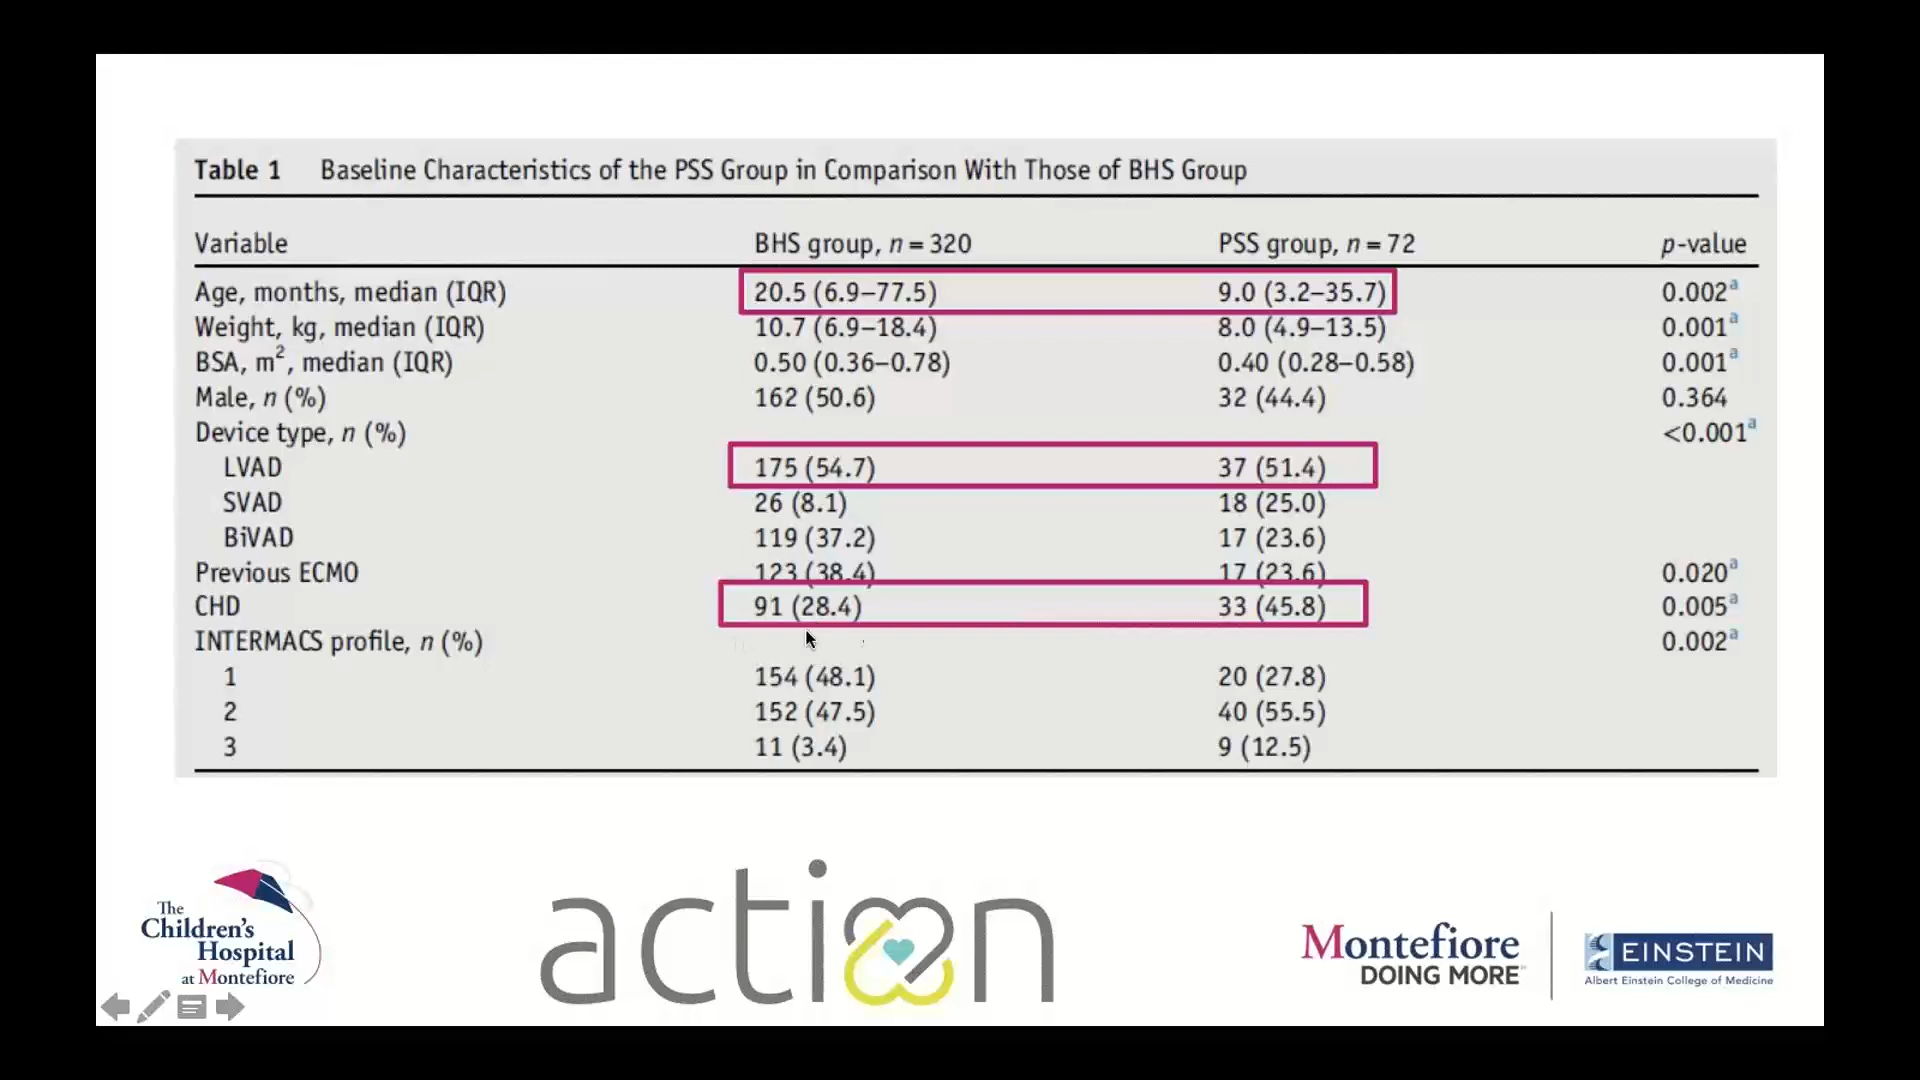 Table 1 Baseline Characteristics of the PSS Group in Comparison With Those of BHS Group
Variable BHS group, n = 320 PSS group, n = 72 p-value
Age, months, median (IQR) 20.5 (6.9–77.5) 9.0 (3.2–35.7) 0.002a
Weight, kg, median (IQR) 10.7 (6.9–18.4) 8.0 (4.9–13.5) 0.001a
BSA, m2, median (IQR) 0.50 (0.36–0.78) 0.40 (0.28–0.58) 0.001a
Male, n (%) 162 (50.6) 32 (44.4) 0.364
Device type, n (%) <0.001a
LVAD 175 (54.7) 37 (51.4)
SVAD 26 (8.1) 18 (25.0)
BiVAD 119 (37.2) 17 (23.6)
Previous ECMO 123 (38.4) 17 (23.6) 0.020a
CHD 91 (28.4) 33 (45.8) 0.005a
INTERMACS profile, n (%) 0.002a
1 154 (48.1) 20 (27.8)
2 152 (47.5) 40 (55.5)
3 11 (3.4) 9 (12.5)
The
Children's
Hospital
at Montefiore
action
Montefiore
DOING MORE
EINSTEIN
Albert Einstein College of Medicine